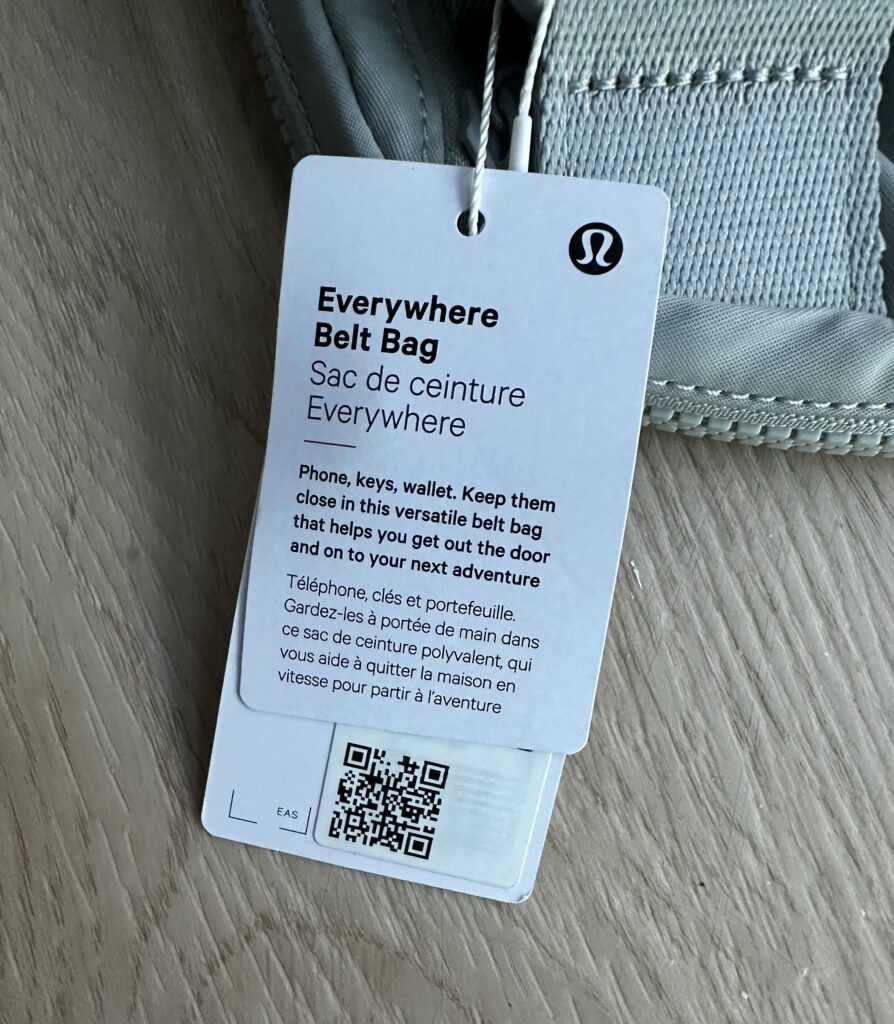 Everywhere
Belt Bag
Sac de ceinture
Everywhere
Phone, keys, wallet. Keep them
close in this versatile belt bag
that helps you get out the door
and on to your next adventure
Téléphone, clés et portefeuille.
Gardez-les à portée de main dans
ce sac de ceinture polyvalent, qui
vous aide à quitter la maison en
vitesse pour partir à l'aventure
EAS